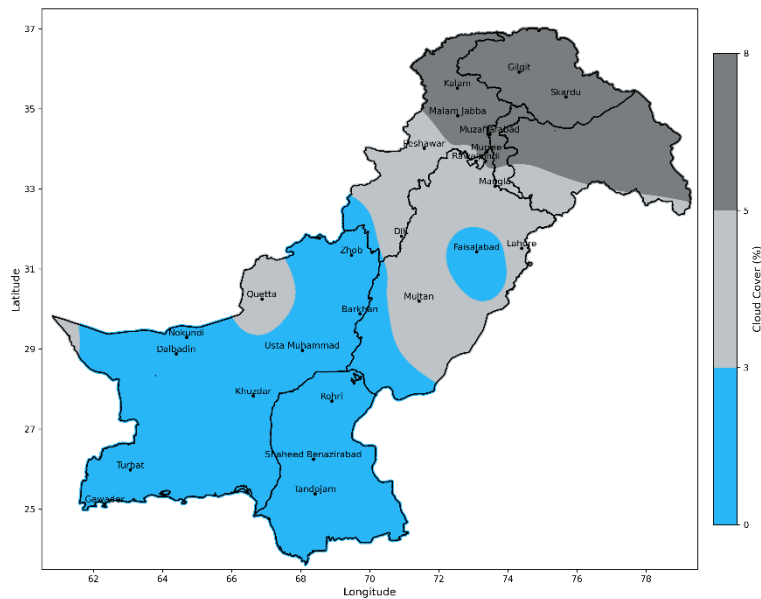 37
35
33
31
29
27
25
Latitude
62
64
66
68
70
72
74
76
78
Longitude
Gilgit
Kalam
Skardu
Malam Jabba
Muzaffarabad
Peshawar
Murree
Rawalpindi
Mangla
DIK
Zhob
Faisalabad
Lahore
Quetta
Multan
Barkhan
Nokundi
Dalbadin
Usta Muhammad
Khuzdar
Rohri
Shaheed Benazirabad
Turbat
Tandojam
Gawader
8
5
3
0
Cloud Cover (%)